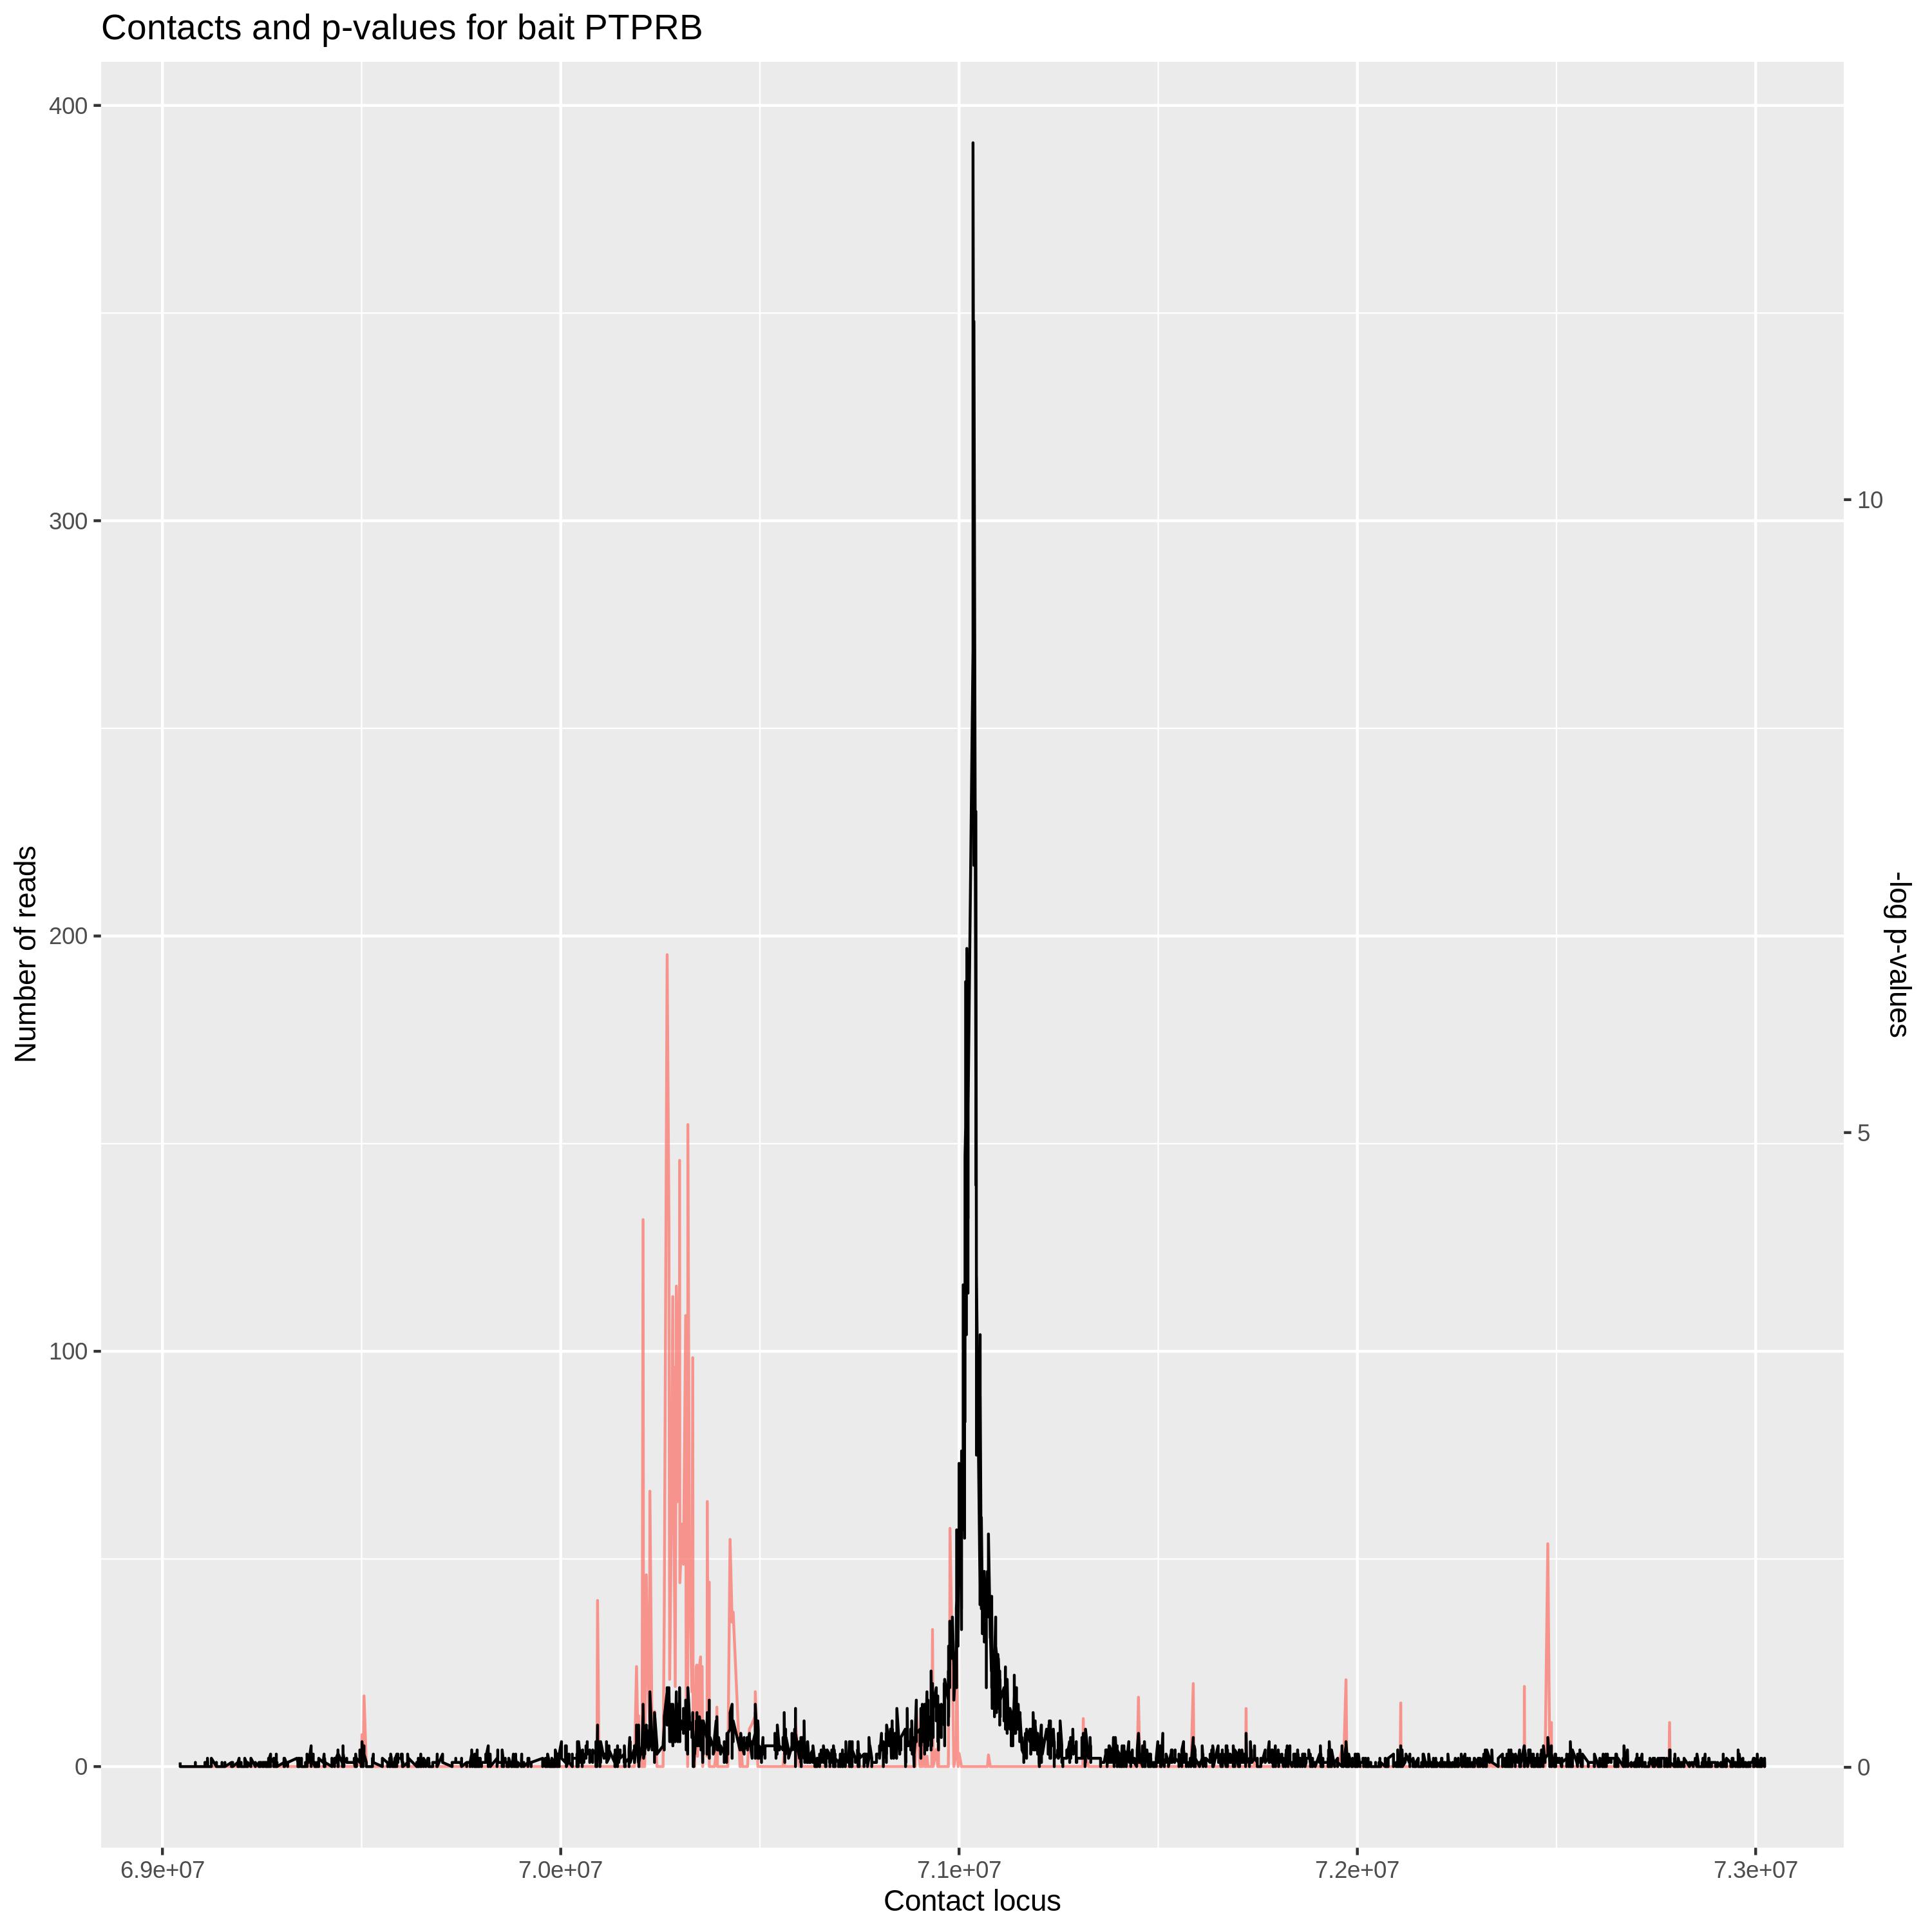 Contacts and p-values for bait PTPRB
400
300
200
100
0
Number of reads
10
5
0
-log p-values
6.9e+07 7.0e+07 7.1e+07 7.2e+07 7.3e+07
Contact locus